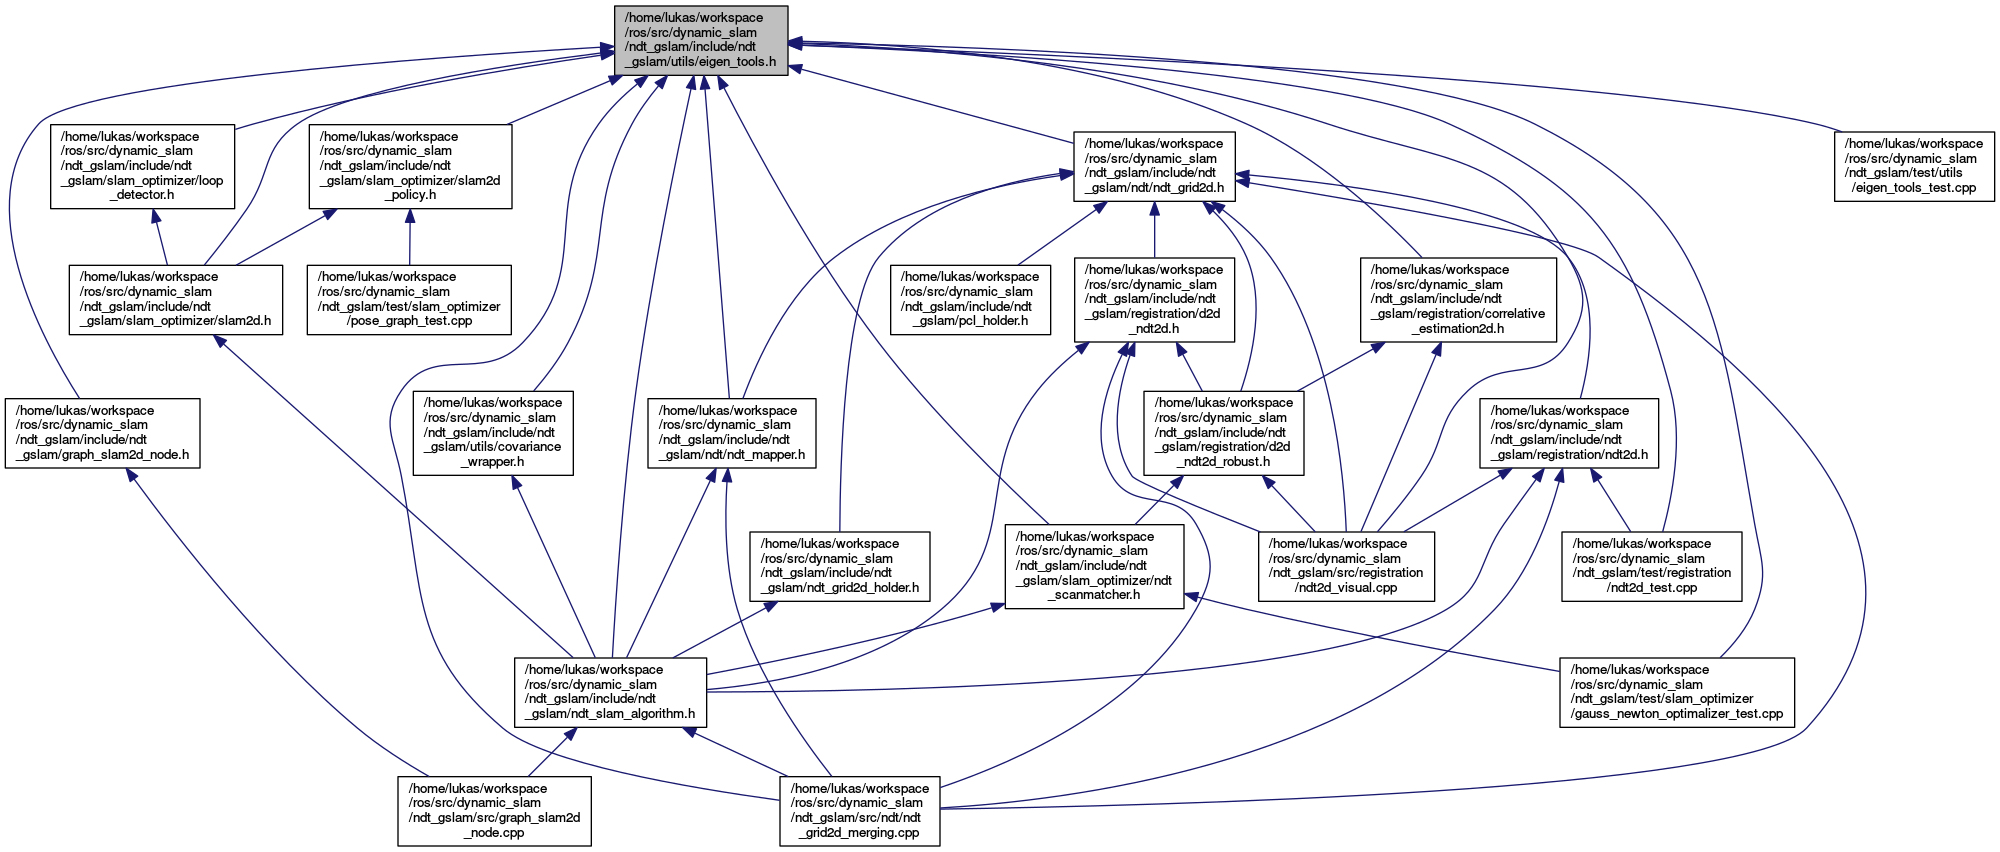 /home/lukas/workspace
/ros/src/dynamic_slam
/ndt_gslam/include/ndt
_gslam/utils/eigen_tools.h
/home/lukas/workspace
/ros/src/dynamic_slam
/ndt_gslam/include/ndt
_gslam/slam_optimizer/loop
_detector.h
/home/lukas/workspace
/ros/src/dynamic_slam
/ndt_gslam/include/ndt
_gslam/slam_optimizer/slam2d
_policy.h
/home/lukas/workspace
/ros/src/dynamic_slam
/ndt_gslam/include/ndt
_gslam/ndt/ndt_grid2d.h
/home/lukas/workspace
/ros/src/dynamic_slam
/ndt_gslam/test/utils
/eigen_tools_test.cpp
/home/lukas/workspace
/ros/src/dynamic_slam
/ndt_gslam/include/ndt
_gslam/slam_optimizer/slam2d.h
/home/lukas/workspace
/ros/src/dynamic_slam
/ndt_gslam/test/slam_optimizer
/pose_graph_test.cpp
/home/lukas/workspace
/ros/src/dynamic_slam
/ndt_gslam/include/ndt
_gslam/pcl_holder.h
/home/lukas/workspace
/ros/src/dynamic_slam
/ndt_gslam/include/ndt
_gslam/registration/d2d
_ndt2d.h
/home/lukas/workspace
/ros/src/dynamic_slam
/ndt_gslam/include/ndt
_gslam/registration/correlative
_estimation2d.h
/home/lukas/workspace
/ros/src/dynamic_slam
/ndt_gslam/include/ndt
_gslam/graph_slam2d_node.h
/home/lukas/workspace
/ros/src/dynamic_slam
/ndt_gslam/include/ndt
_gslam/utils/covariance
_wrapper.h
/home/lukas/workspace
/ros/src/dynamic_slam
/ndt_gslam/include/ndt
_gslam/ndt/ndt_mapper.h
/home/lukas/workspace
/ros/src/dynamic_slam
/ndt_gslam/include/ndt
_gslam/registration/d2d
_ndt2d_robust.h
/home/lukas/workspace
/ros/src/dynamic_slam
/ndt_gslam/include/ndt
_gslam/registration/ndt2d.h
/home/lukas/workspace
/ros/src/dynamic_slam
/ndt_gslam/include/ndt
_gslam/ndt_grid2d_holder.h
/home/lukas/workspace
/ros/src/dynamic_slam
/ndt_gslam/include/ndt
_gslam/slam_optimizer/ndt
_scanmatcher.h
/home/lukas/workspace
/ros/src/dynamic_slam
/ndt_gslam/src/registration
/ndt2d_visual.cpp
/home/lukas/workspace
/ros/src/dynamic_slam
/ndt_gslam/test/registration
/ndt2d_test.cpp
/home/lukas/workspace
/ros/src/dynamic_slam
/ndt_gslam/include/ndt
_gslam/ndt_slam_algorithm.h
/home/lukas/workspace
/ros/src/dynamic_slam
/ndt_gslam/test/slam_optimizer
/gauss_newton_optimalizer_test.cpp
/home/lukas/workspace
/ros/src/dynamic_slam
/ndt_gslam/src/graph_slam2d
_node.cpp
/home/lukas/workspace
/ros/src/dynamic_slam
/ndt_gslam/src/ndt/ndt
_grid2d_merging.cpp